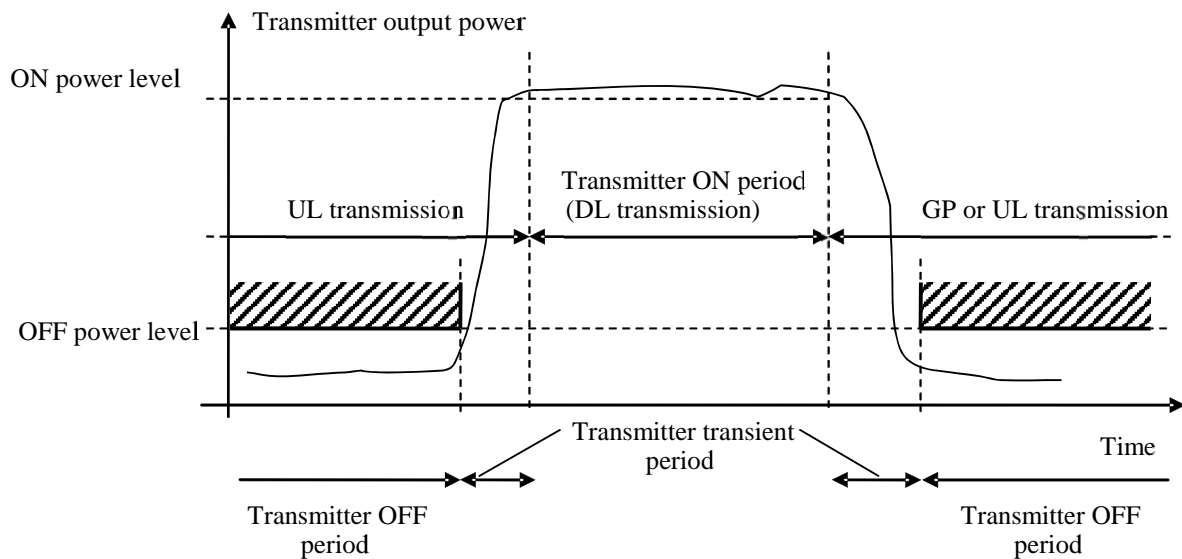 Transmitter output power
ON power level
Transmitter ON period
(DL transmission)
UL transmission
GP or UL transmission
OFF power level
Transmitter transient
period
Time
Transmitter OFF
period
Transmitter OFF
period